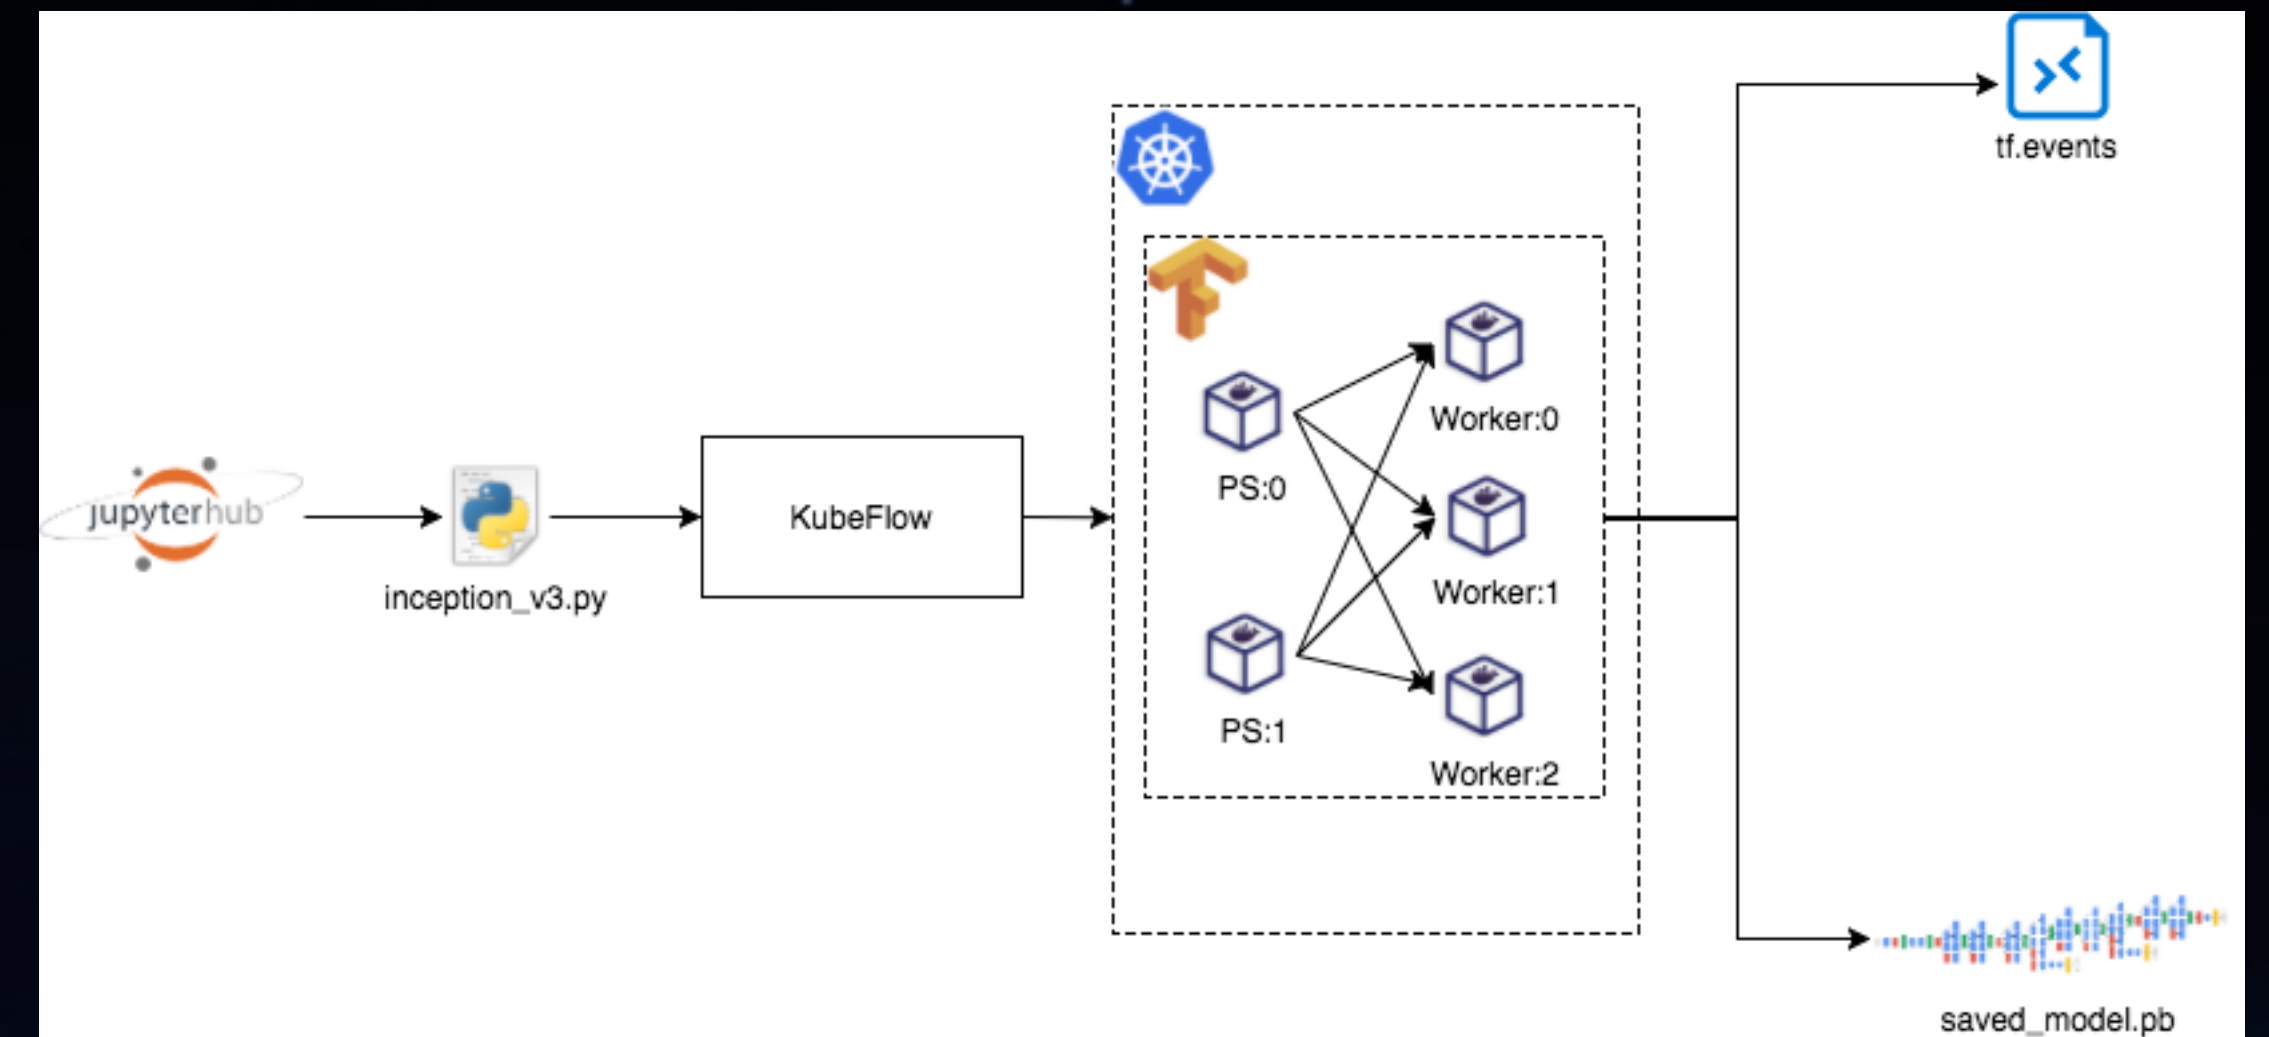 tf.events
jupyterhub
inception_v3.py
KubeFlow
PS:0
PS:1
Worker:0
Worker:1
Worker:2
saved_model.pb